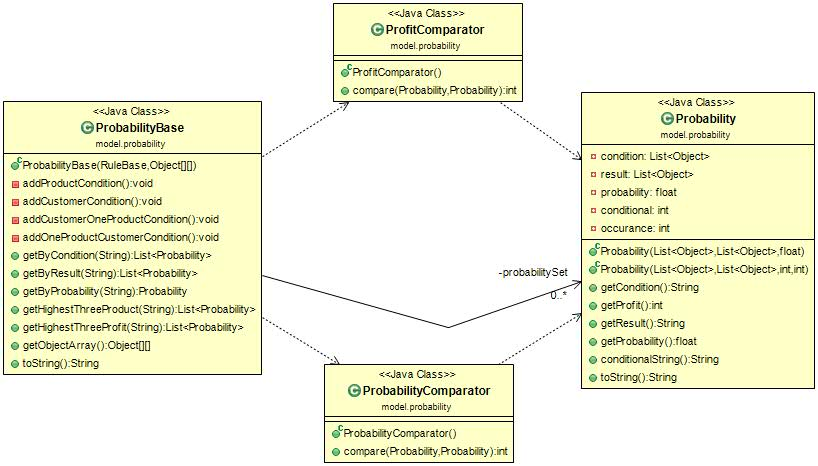 <<Java Class>>
ProfitComparator
model.probability
ProfitComparator()
compare(Probability,Probability):int
<<Java Class>>
ProbabilityBase
model.probability
ProbabilityBase(RuleBase,Object[][])
addProductCondition():void
addCustomerCondition():void
addCustomerOneProductCondition():void
addOneProductCustomerCondition():void
getByCondition(String):List<Probability>
getByResult(String):List<Probability>
getByProbability(String):Probability
getHighestThreeProduct(String):List<Probability>
getHighestThreeProfit(String):List<Probability>
getObjectArray():Object[][]
toString():String
-probabilitySet
0..*
<<Java Class>>
Probability
model.probability
condition: List<Object>
result: List<Object>
probability: float
conditional: int
occurance: int
Probability(List<Object>,List<Object>,float)
Probability(List<Object>,List<Object>,int,int)
getCondition():String
getProfit():int
getResult():String
getProbability():float
conditionalString():String
toString():String
<<Java Class>>
ProbabilityComparator
model.probability
ProbabilityComparator()
compare(Probability,Probability):int